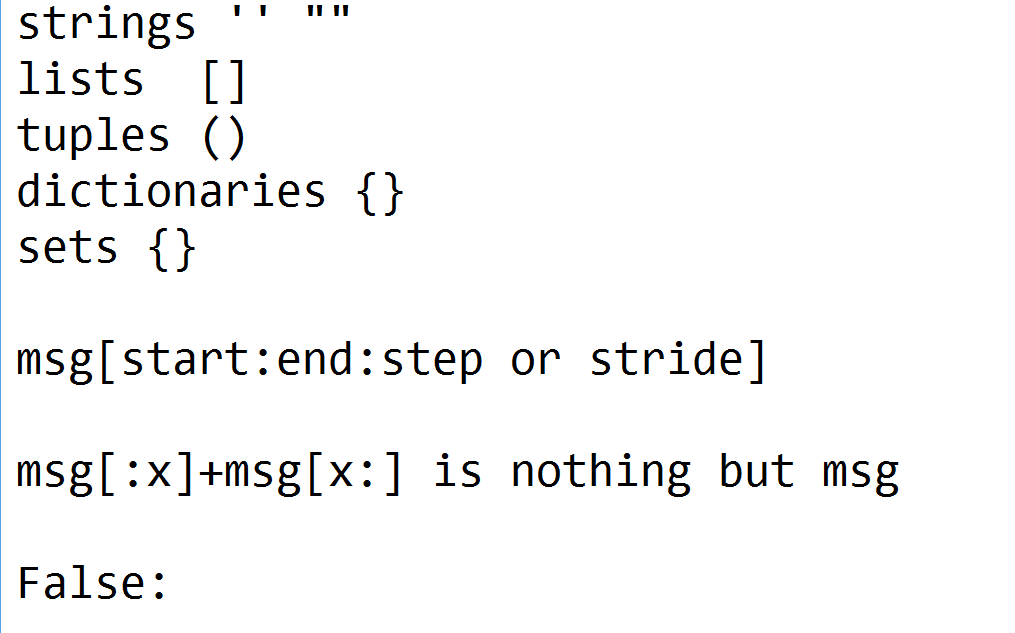 strings '' ""
lists  []
tuples ()
dictionaries {}
sets {}
msg[start:end:step or stride]
msg[:x]+msg[x:] is nothing but msg
False: